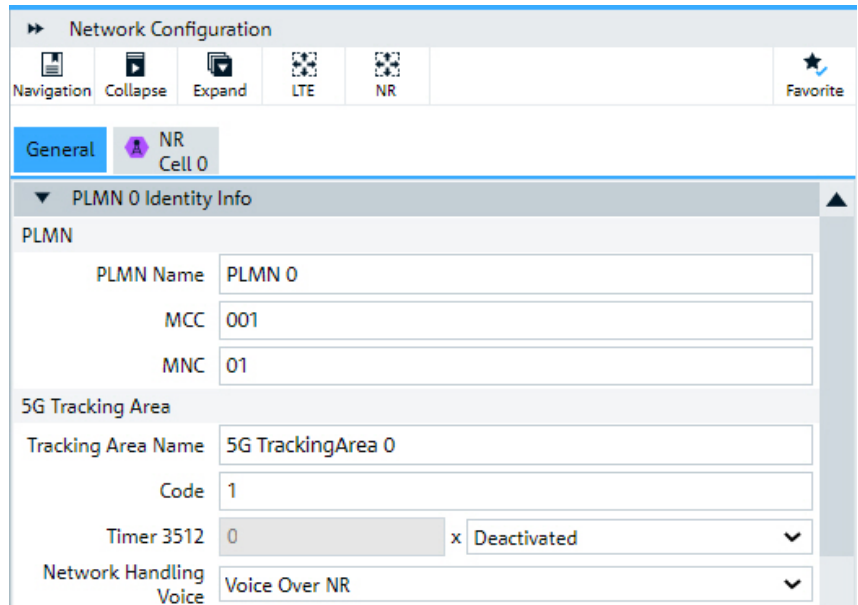 Network Configuration
Navigation Collapse Expand LTE NR Favorite
General NR
Cell 0
PLMN 0 Identity Info
PLMN
PLMN Name PLMN 0
MCC 001
MNC 01
5G Tracking Area
Tracking Area Name 5G TrackingArea 0
Code 1
Timer 3512 0 x Deactivated
Network Handling
Voice Voice Over NR